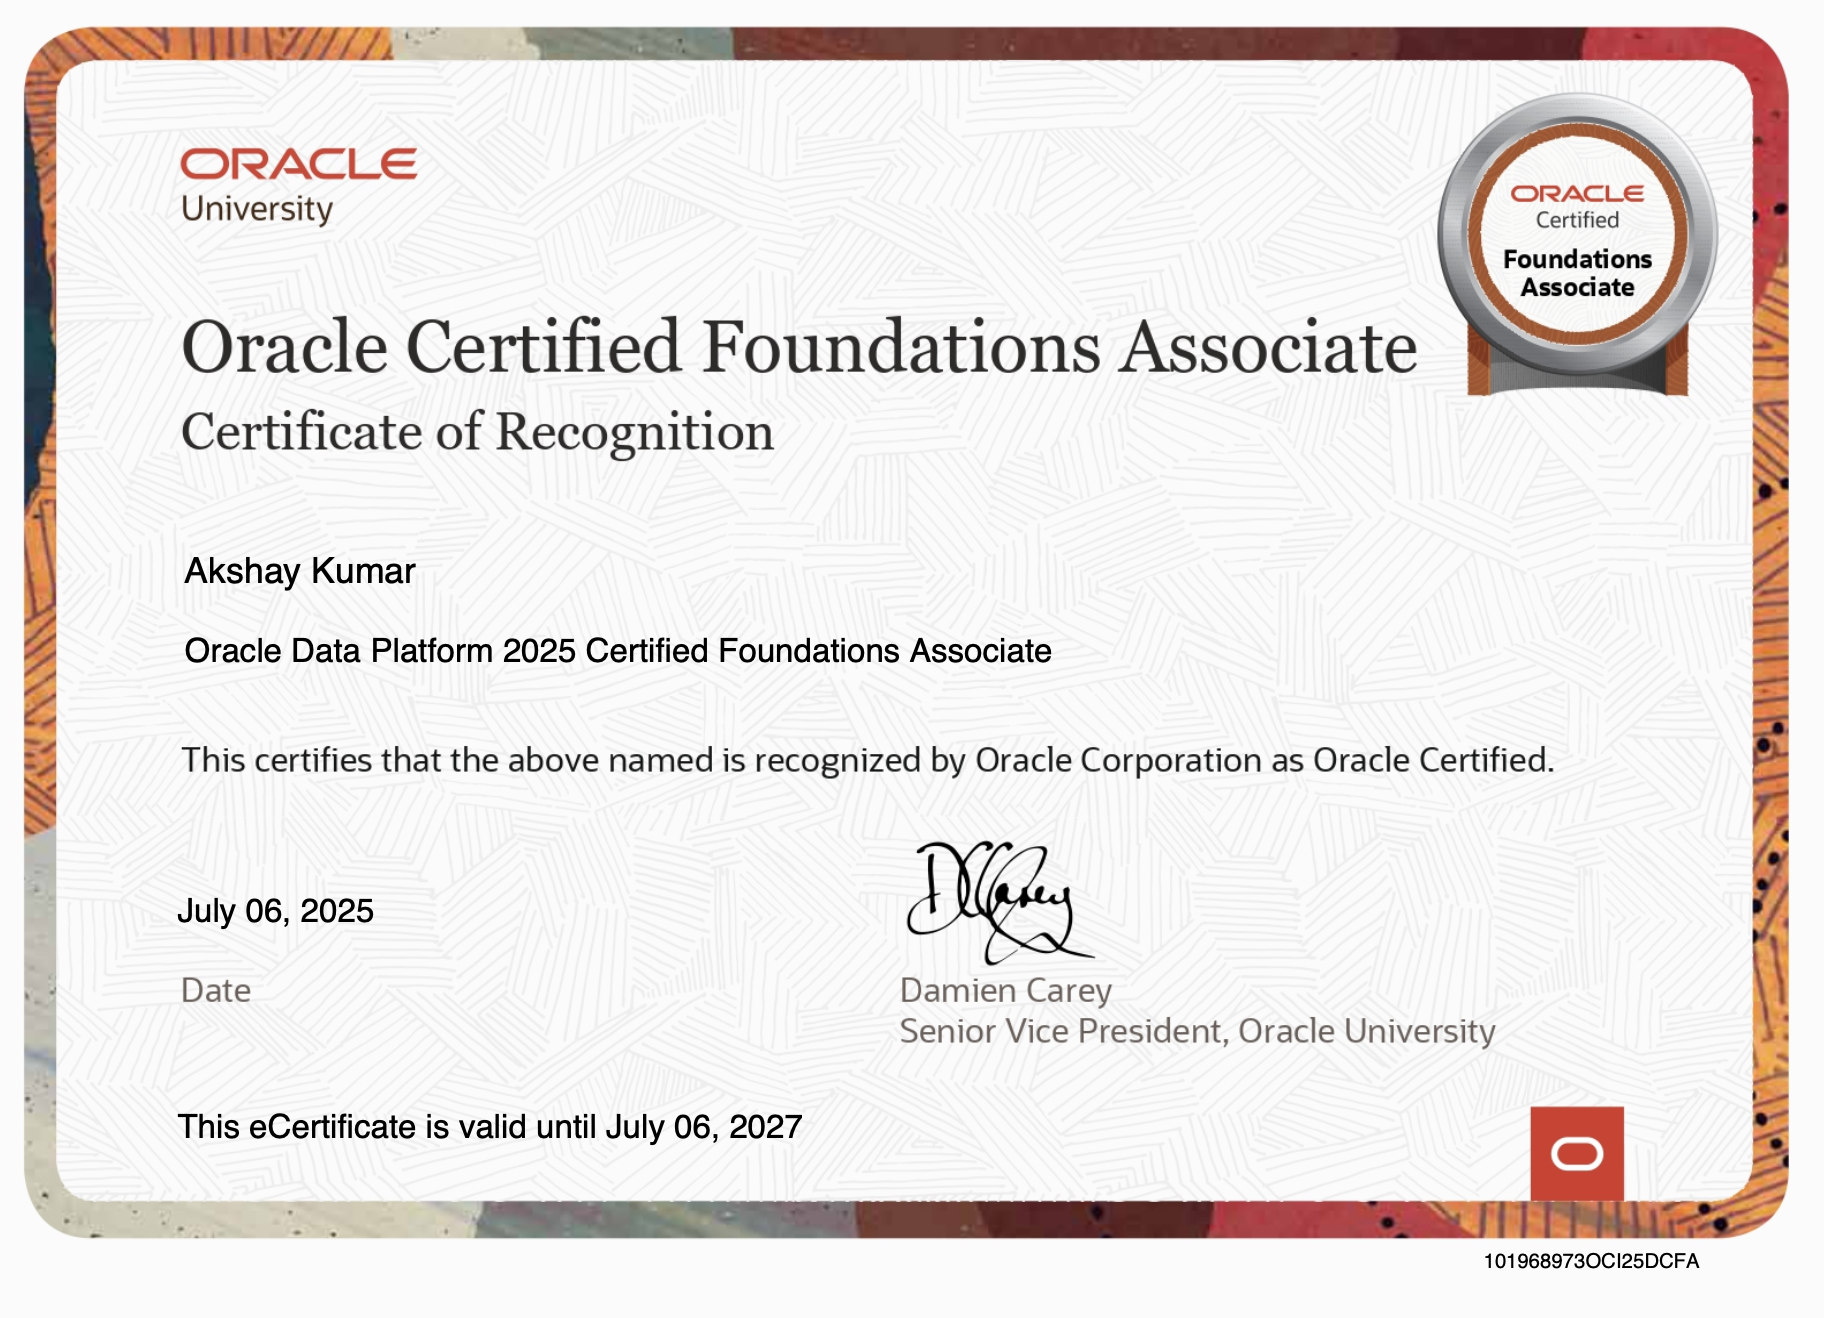 ORACLE
University
ORACLE
Certified
Foundations
Associate
Oracle Certified Foundations Associate
Certificate of Recognition
Akshay Kumar
Oracle Data Platform 2025 Certified Foundations Associate
This certifies that the above named is recognized by Oracle Corporation as Oracle Certified.
DCarey
July 06, 2025
Date
Damien Carey
Senior Vice President, Oracle University
This eCertificate is valid until July 06, 2027
101968973OCI25DCFA